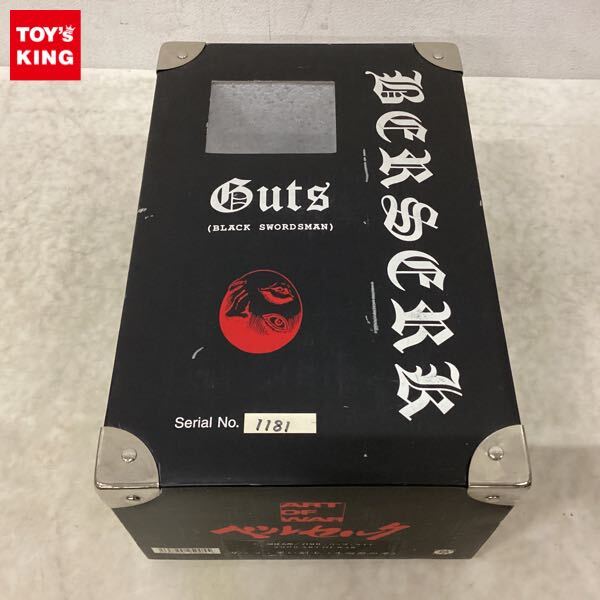 TOY'S
KING
BERSERK
Guts
(BLACK SWORDSMAN)
Serial No. 1181
ART
OF WAR
ベルセルク